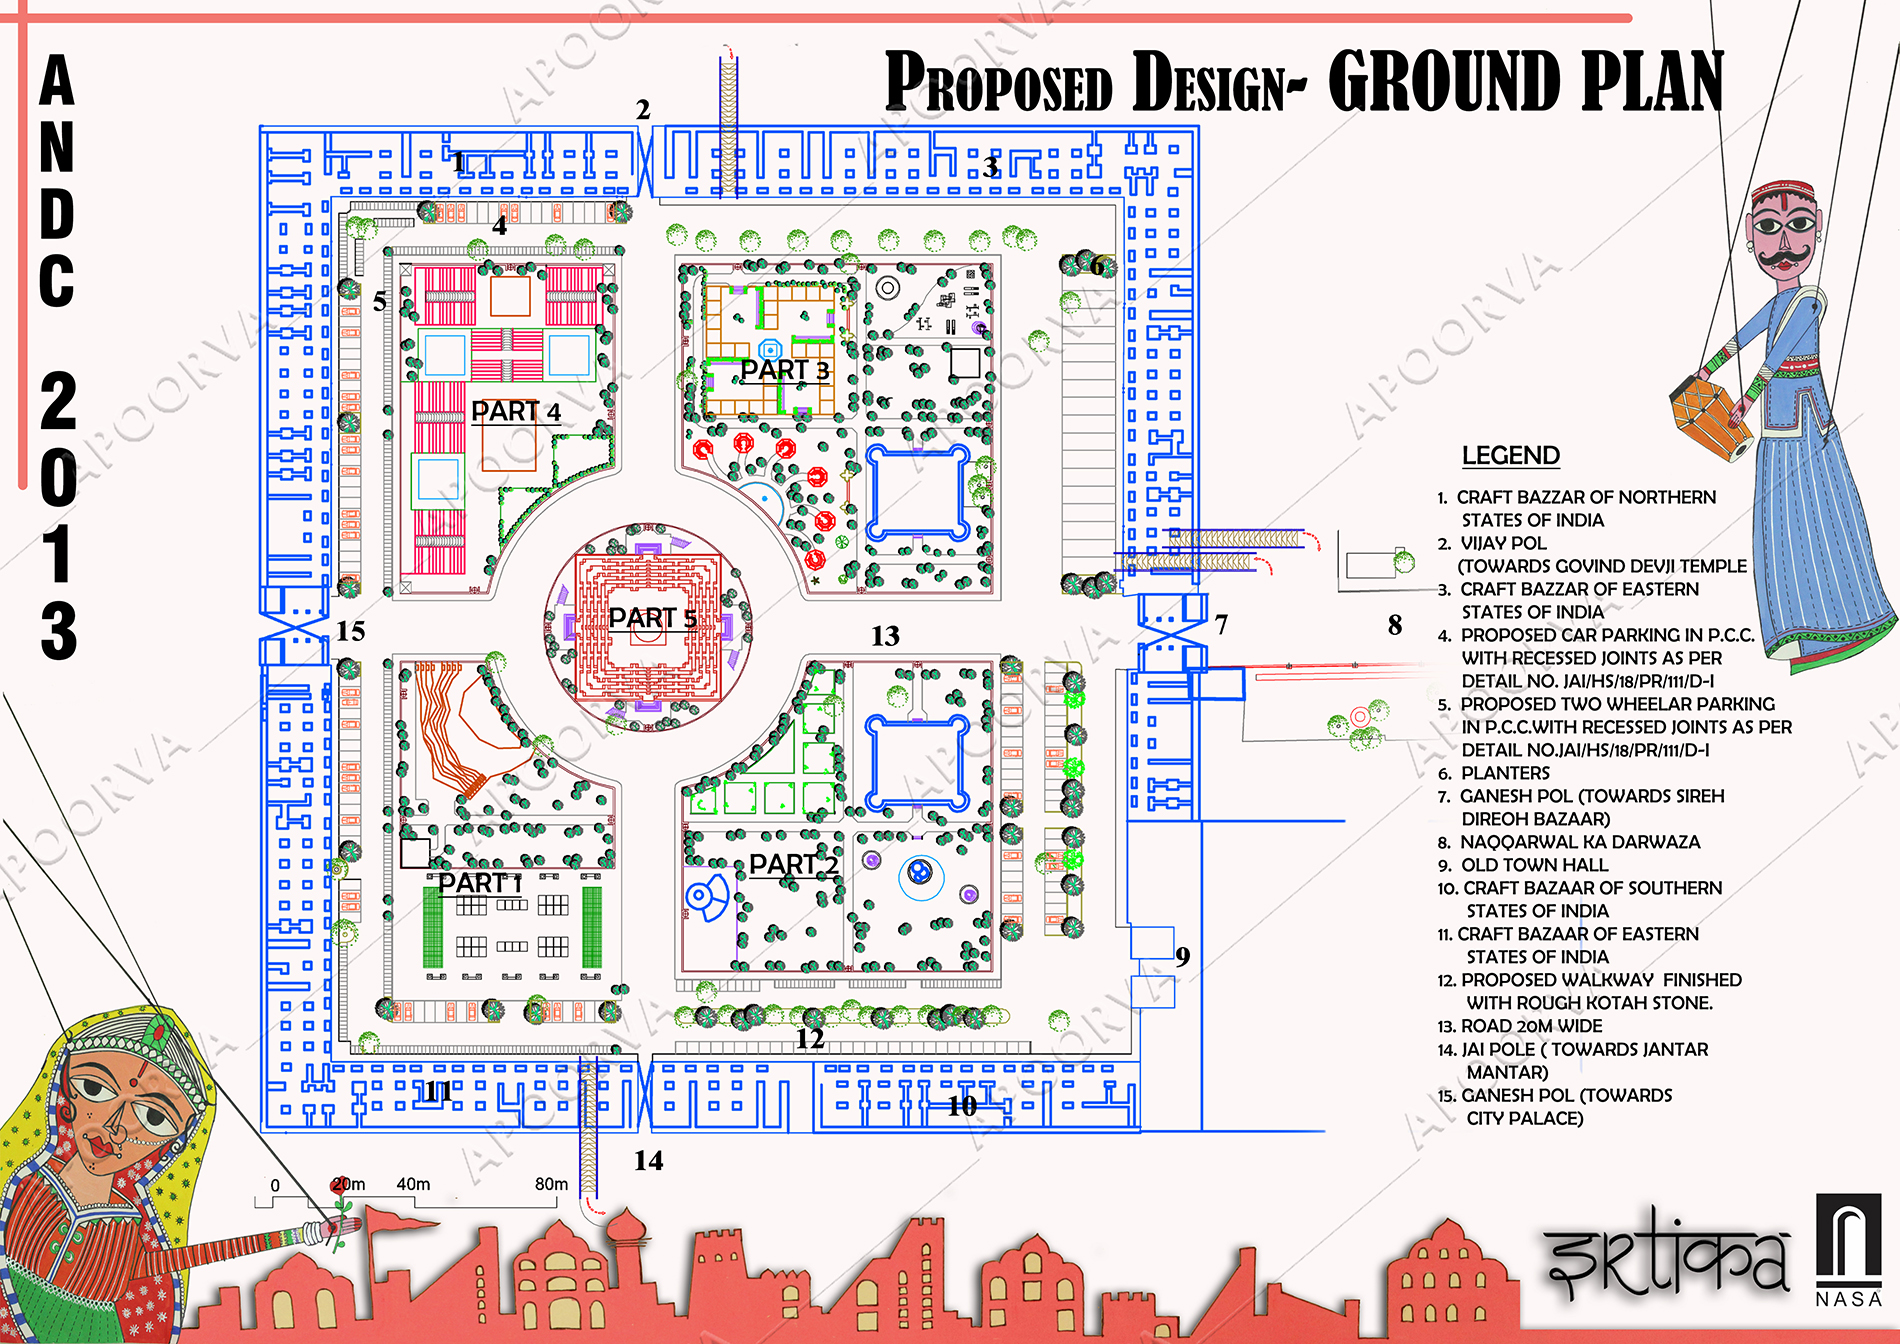 PROPOSED DESIGN- GROUND PLAN
ANDC 2013
1
2
3
4
5
6
PART 4
PART 3
PART 5
15
13
7
8
PART 1
PART 2
9
12
11
10
14
0 20m 40m 80m
LEGEND
1. CRAFT BAZZAR OF NORTHERN
STATES OF INDIA
2. VIJAY POL
(TOWARDS GOVIND DEVJI TEMPLE
3. CRAFT BAZZAR OF EASTERN
STATES OF INDIA
4. PROPOSED CAR PARKING IN P.C.C.
WITH RECESSED JOINTS AS PER
DETAIL NO. JAI/HS/18/PR/111/D-I
5. PROPOSED TWO WHEELAR PARKING
IN P.C.C.WITH RECESSED JOINTS AS PER
DETAIL NO.JAI/HS/18/PR/111/D-I
6. PLANTERS
7. GANESH POL (TOWARDS SIREH
DIREOH BAZAAR)
8. NAQQARWAL KA DARWAZA
9. OLD TOWN HALL
10. CRAFT BAZAAR OF SOUTHERN
STATES OF INDIA
11. CRAFT BAZAAR OF EASTERN
STATES OF INDIA
12. PROPOSED WALKWAY FINISHED
WITH ROUGH KOTAH STONE.
13. ROAD 20M WIDE
14. JAI POLE ( TOWARDS JANTAR
MANTAR)
15. GANESH POL (TOWARDS
CITY PALACE)
NASA
APOORVA